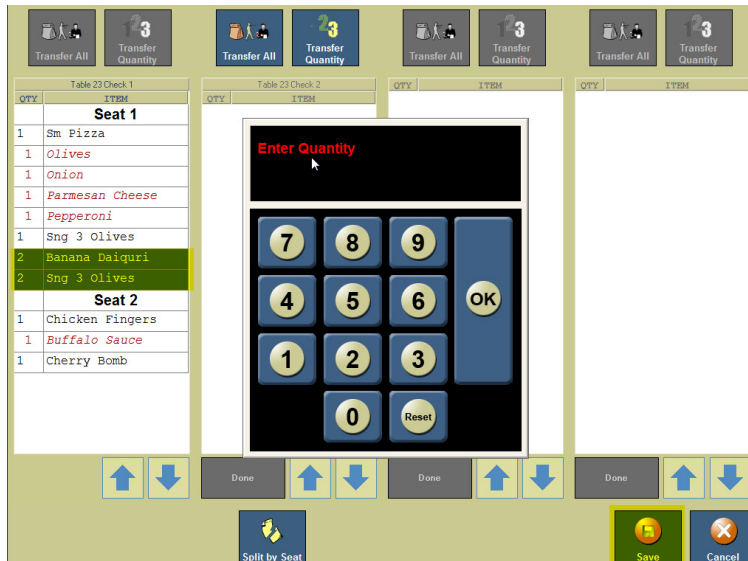 Transfer All
123
Transfer
Quantity
Transfer All
123
Transfer
Quantity
Transfer All
123
Transfer
Quantity
Transfer All
123
Transfer
Quantity
Table 23 Check 1
QTY ITEM
Seat 1
1 Sm Pizza
1 Olives
1 Onion
1 Parmesan Cheese
1 Pepperoni
1 Sng 3 Olives
2 Banana Daiquri
2 Sng 3 Olives
Seat 2
1 Chicken Fingers
1 Buffalo Sauce
1 Cherry Bomb
Table 23 Check 2
QTY ITEM
QTY ITEM
QTY ITEM
Enter Quantity
7 8 9
4 5 6 OK
1 2 3
0 Reset
Done
Done
Done
Split by Seat
Save
Cancel